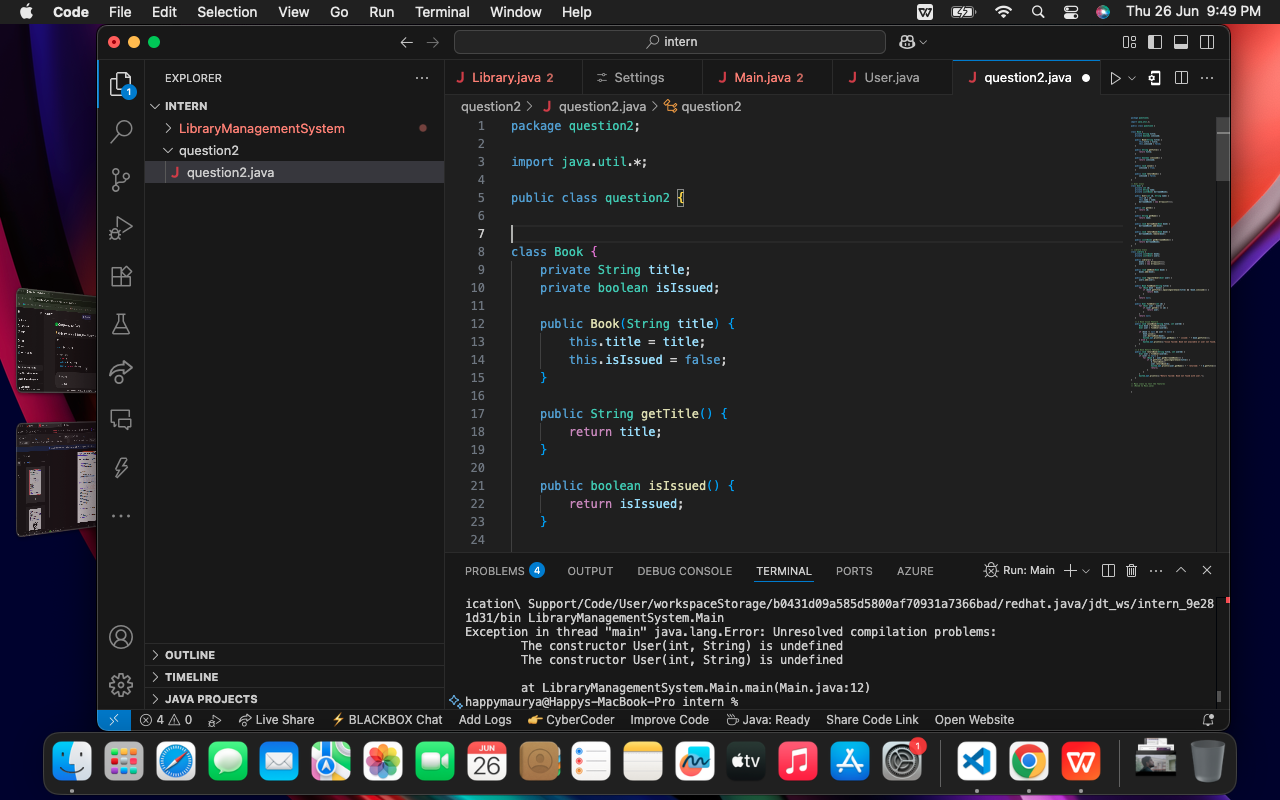 Code File Edit Selection View Go Run Terminal Window Help Thu 26 Jun 9:49 PM
intern
EXPLORER
INTERN
LibraryManagementSystem
question2
question2.java
OUTLINE
TIMELINE
JAVA PROJECTS
1
Library.java 2 Settings Main.java 2 User.java question2.java
question2 > question2.java > question2
1 package question2;
2
3 import java.util.*;
4
5 public class question2 {
6
7
8 class Book {
9 private String title;
10 private boolean isIssued;
11
12 public Book(String title) {
13 this.title = title;
14 this.isIssued = false;
15 }
16
17 public String getTitle() {
18 return title;
19 }
20
21 public boolean isIssued() {
22 return isIssued;
23 }
24
PROBLEMS 4 OUTPUT DEBUG CONSOLE TERMINAL PORTS AZURE Run: Main
ication\ Support/Code/User/workspaceStorage/b0431d09a585d5800af70931a7366bad/redhat.java/jdt_ws/intern_9e28
1d31/bin LibraryManagementSystem.Main
Exception in thread "main" java.lang.Error: Unresolved compilation problems:
The constructor User(int, String) is undefined
The constructor User(int, String) is undefined
at LibraryManagementSystem.Main.main(Main.java:12)
happymaurya@Happys-MacBook-Pro intern %
4 0 Live Share BLACKBOX Chat Add Logs CyberCoder Improve Code Java: Ready Share Code Link Open Website
JUN
26
tv
1